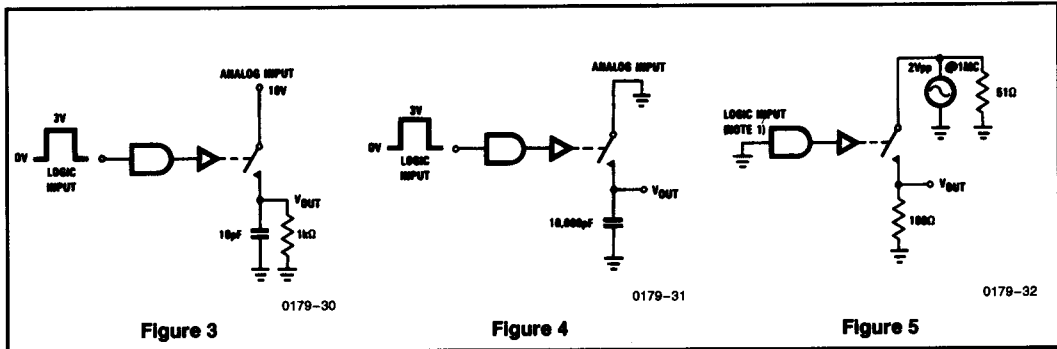 ANALOG INPUT
10V
3V
0V
LOGIC
INPUT
VOUT
10pF
1kΩ
0179-30
Figure 3
ANALOG INPUT
3V
0V
LOGIC
INPUT
VOUT
10,000pF
0179-31
Figure 4
2Vpp @1MC
51Ω
LOGIC INPUT
(NOTE 1)
VOUT
100Ω
0179-32
Figure 5